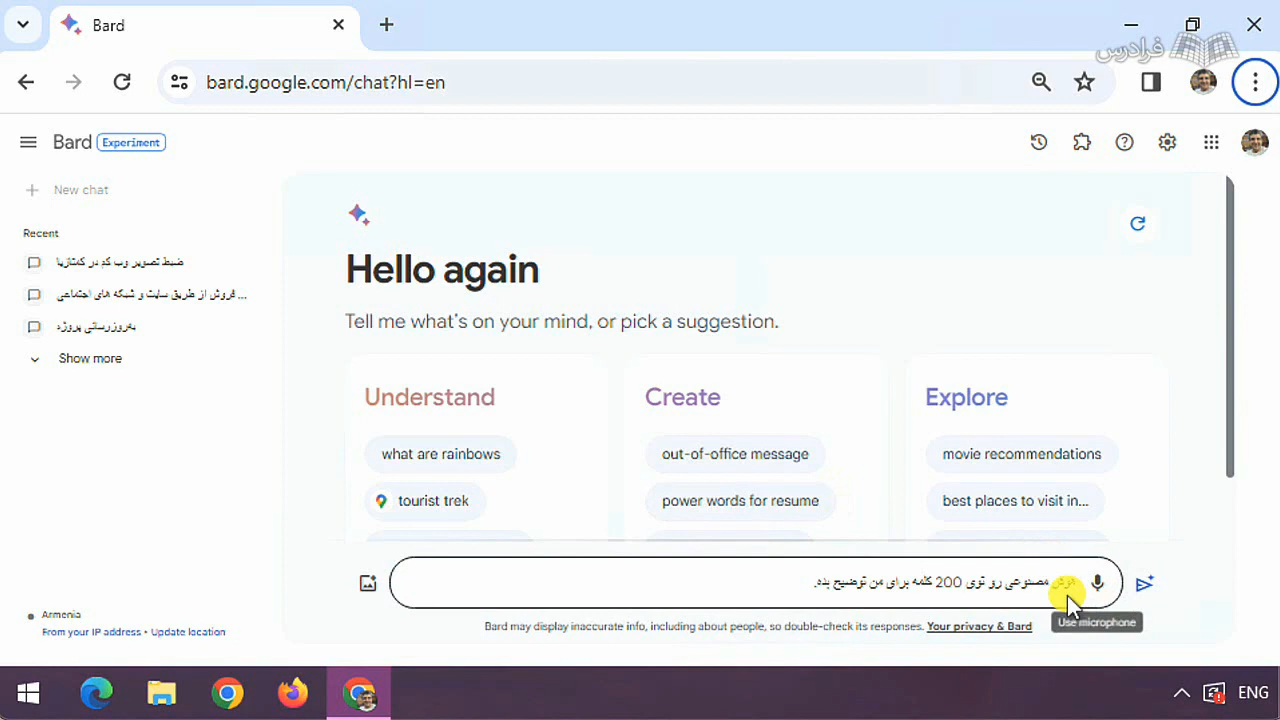 Bard
فرادرس
bard.google.com/chat?hl=en
Bard Experiment
New chat
Recent
ضبط تصویر وب کم در کمتازیا
فروش از طریق سایت و شبکه های اجتماعی ...
به‌روزرسانی پروژه
Show more
Armenia
From your IP address • Update location
Hello again
Tell me what's on your mind, or pick a suggestion.
Understand
what are rainbows
tourist trek
Create
out-of-office message
power words for resume
Explore
movie recommendations
best places to visit in...
هوش مصنوعی رو توی 200 کلمه برای من توضیح بده.
Use microphone
Bard may display inaccurate info, including about people, so double-check its responses. Your privacy & Bard
ENG